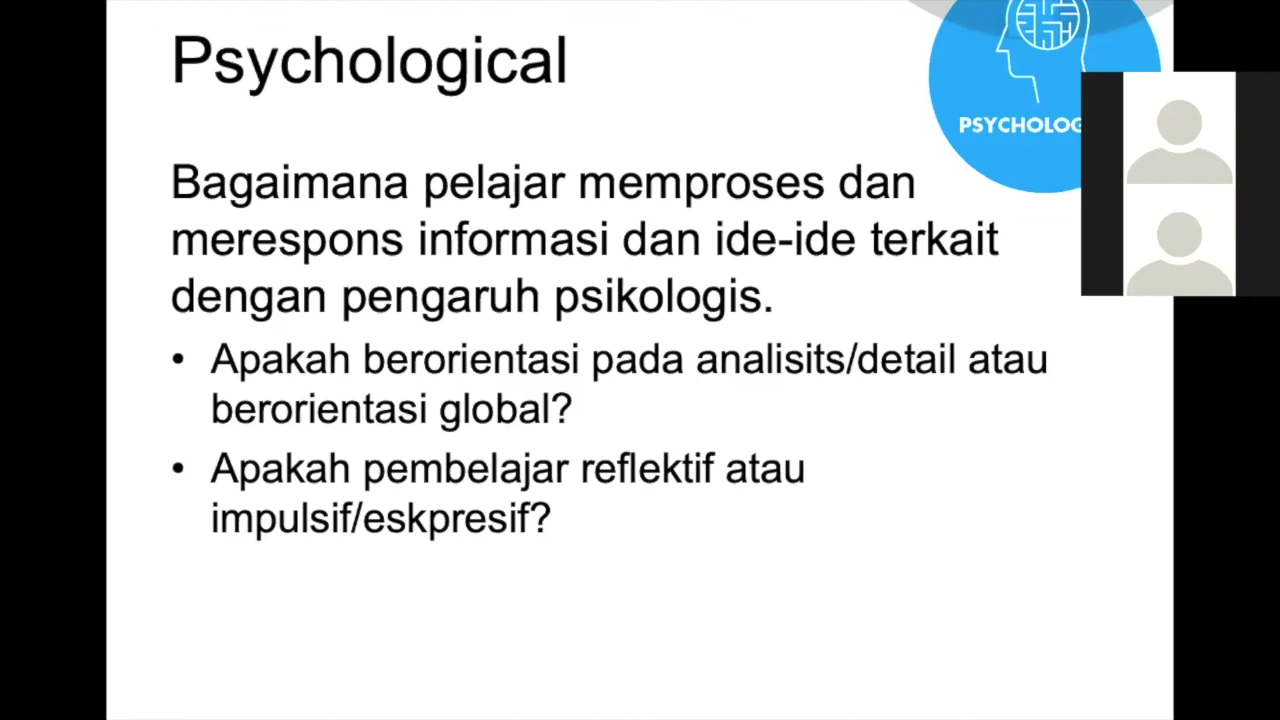 Psychological
PSYCHOLOG
Bagaimana pelajar memproses dan
merespons informasi dan ide-ide terkait
dengan pengaruh psikologis.
• Apakah berorientasi pada analisits/detail atau
berorientasi global?
• Apakah pembelajar reflektif atau
impulsif/eskpresif?